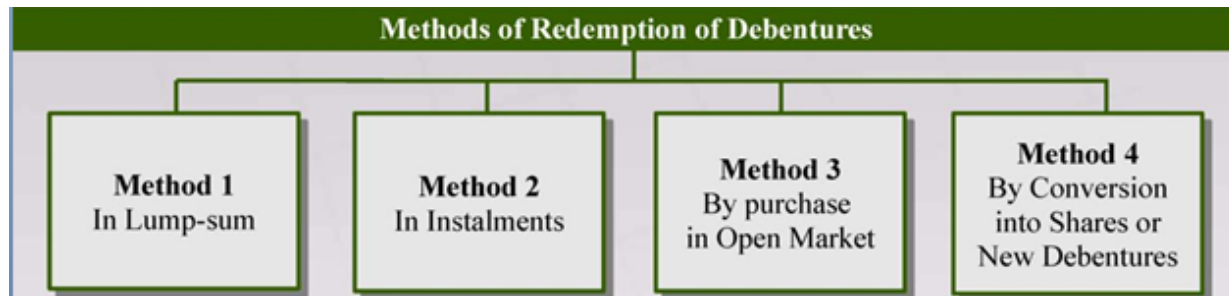 Methods of Redemption of Debentures
Method 1
In Lump-sum
Method 2
In Instalments
Method 3
By purchase
in Open Market
Method 4
By Conversion
into Shares or
New Debentures